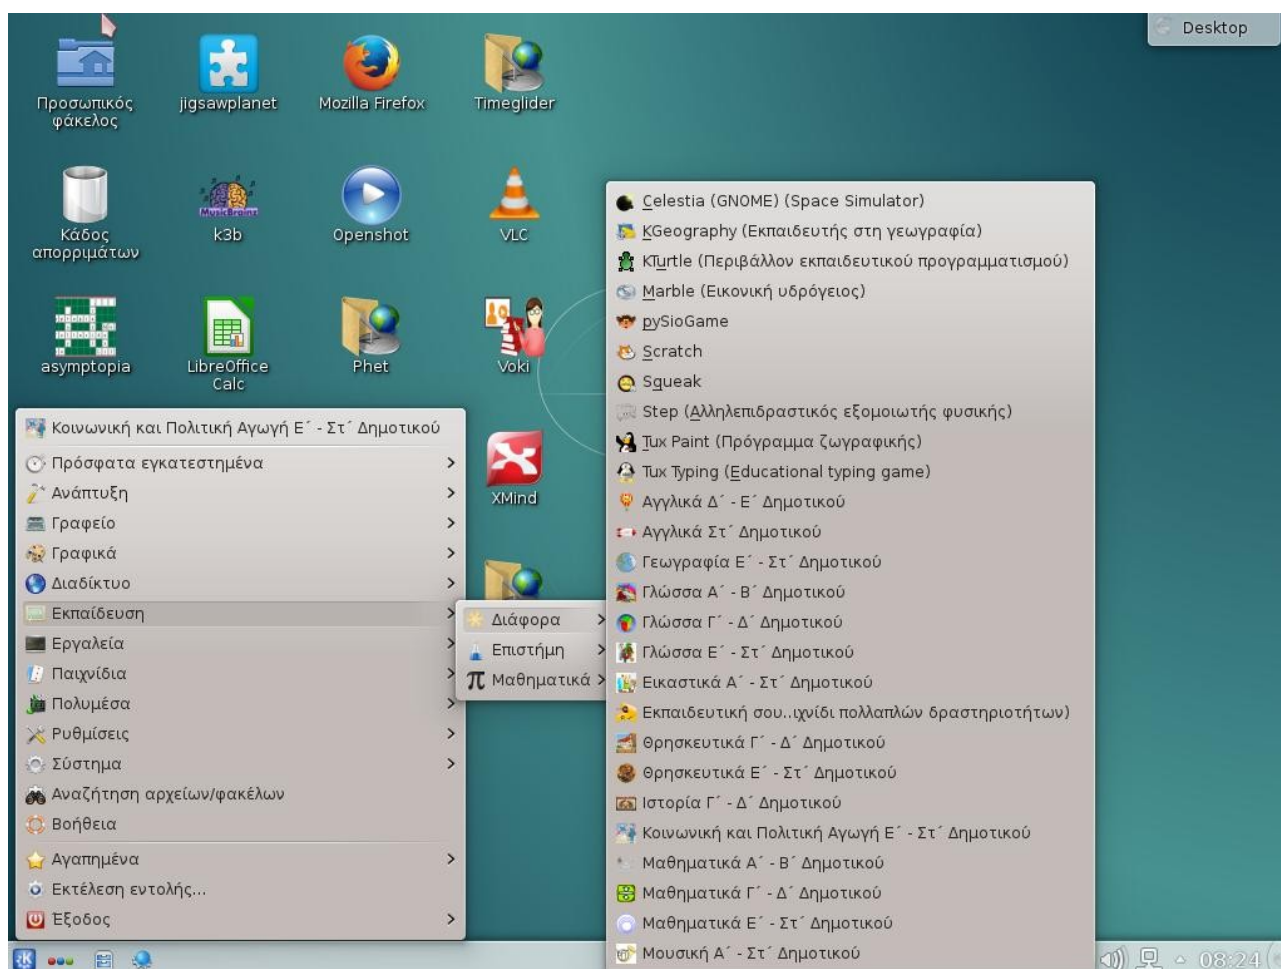 Desktop
Προσωπικός
φάκελος
jigsawplanet
Mozilla Firefox
Timeglider
Κάδος
απορριμάτων
MusicBrainz
k3b
Openshot
VLC
asymptopia
LibreOffice
Calc
Phet
Voki
XMind
Κοινωνική και Πολιτική Αγωγή Ε΄ - Στ΄ Δημοτικού
Πρόσφατα εγκατεστημένα
Ανάπτυξη
Γραφείο
Γραφικά
Διαδίκτυο
Εκπαίδευση
Εργαλεία
Παιχνίδια
Πολυμέσα
Ρυθμίσεις
Σύστημα
Αναζήτηση αρχείων/φακέλων
Βοήθεια
Αγαπημένα
Εκτέλεση εντολής...
Έξοδος
Διάφορα
Επιστήμη
π Μαθηματικά
Celestia (GNOME) (Space Simulator)
KGeography (Εκπαιδευτής στη γεωγραφία)
KTurtle (Περιβάλλον εκπαιδευτικού προγραμματισμού)
Marble (Εικονική υδρόγειος)
pySioGame
Scratch
Squeak
Step (Αλληλεπιδραστικός εξομοιωτής φυσικής)
Tux Paint (Πρόγραμμα ζωγραφικής)
Tux Typing (Educational typing game)
Αγγλικά Δ΄ - Ε΄ Δημοτικού
Αγγλικά Στ΄ Δημοτικού
Γεωγραφία Ε΄ - Στ΄ Δημοτικού
Γλώσσα Α΄ - Β΄ Δημοτικού
Γλώσσα Γ΄ - Δ΄ Δημοτικού
Γλώσσα Ε΄ - Στ΄ Δημοτικού
Εικαστικά Α΄ - Στ΄ Δημοτικού
Εκπαιδευτική σου..ιχνίδι πολλαπλών δραστηριοτήτων)
Θρησκευτικά Γ΄ - Δ΄ Δημοτικού
Θρησκευτικά Ε΄ - Στ΄ Δημοτικού
Ιστορία Γ΄ - Δ΄ Δημοτικού
Κοινωνική και Πολιτική Αγωγή Ε΄ - Στ΄ Δημοτικού
Μαθηματικά Α΄ - Β΄ Δημοτικού
Μαθηματικά Γ΄ - Δ΄ Δημοτικού
Μαθηματικά Ε΄ - Στ΄ Δημοτικού
Μουσική Α΄ - Στ΄ Δημοτικού
08:24